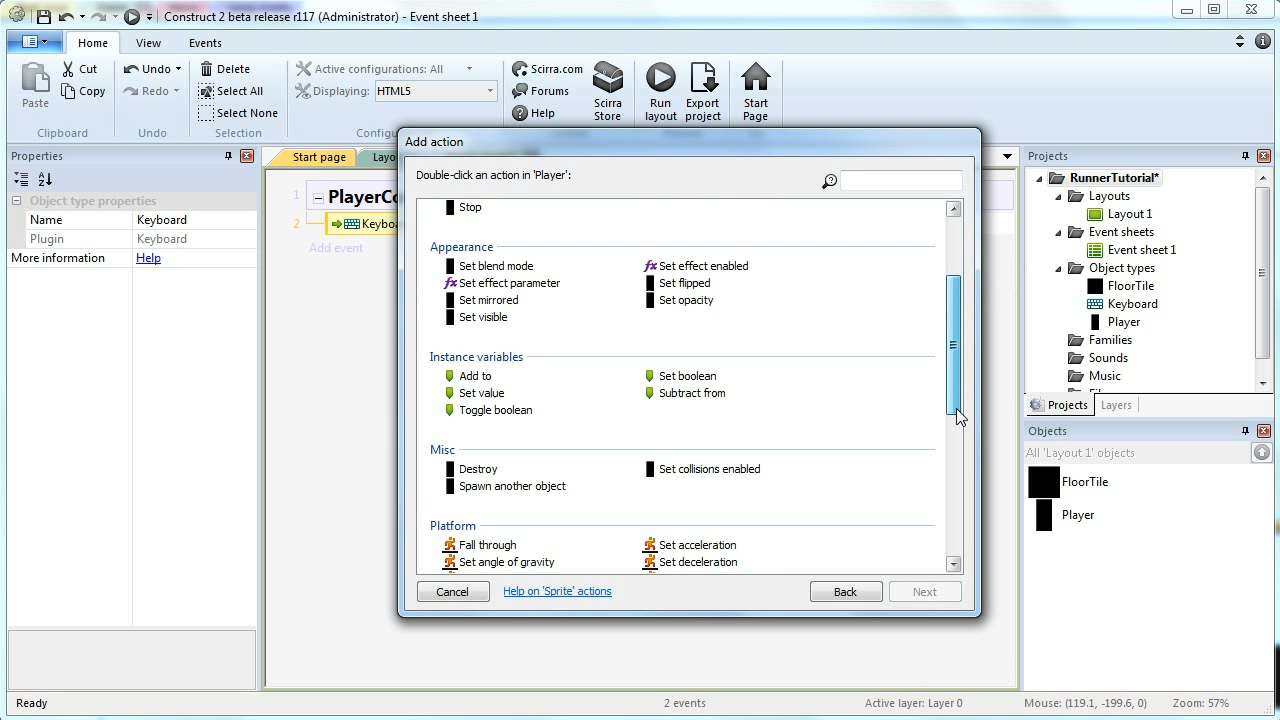 Construct 2 beta release r117 (Administrator) - Event sheet 1
Home View Events
Cut
Copy
Paste
Clipboard
Undo
Redo
Undo
Delete
Select All
Select None
Selection
Active configurations: All
Displaying: HTML5
Scirra.com
Forums
Help
Scirra Store
Run layout
Export project
Start Page
Properties
Object type properties
Name Keyboard
Plugin Keyboard
More information Help
Start page
1 PlayerCo
2
Add event
Add action
Double-click an action in 'Player':
Stop
Appearance
Set blend mode Set effect enabled
Set effect parameter Set flipped
Set mirrored Set opacity
Set visible
Instance variables
Add to Set boolean
Set value Subtract from
Toggle boolean
Misc
Destroy Set collisions enabled
Spawn another object
Platform
Fall through Set acceleration
Set angle of gravity Set deceleration
Cancel Help on 'Sprite' actions Back Next
Projects
RunnerTutorial*
Layouts
Layout 1
Event sheets
Event sheet 1
Object types
FloorTile
Keyboard
Player
Families
Sounds
Music
Projects Layers
Objects
All 'Layout 1' objects
FloorTile
Player
Ready 2 events Active layer: Layer 0 Mouse: (119.1, -199.6, 0) Zoom: 57%